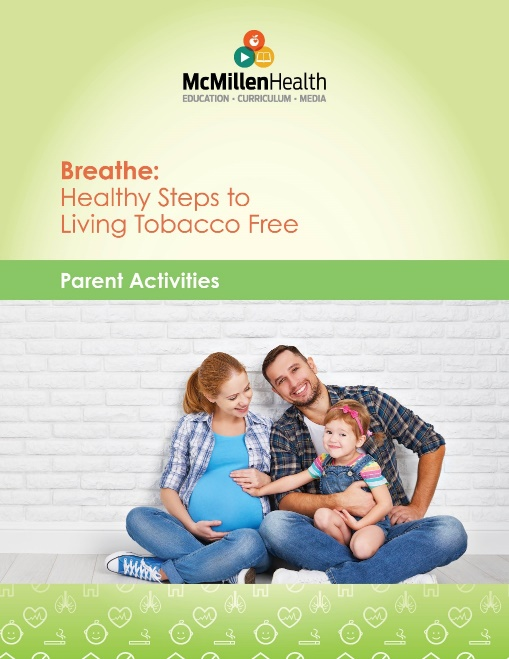 McMillenHealth
EDUCATION • CURRICULUM • MEDIA
Breathe:
Healthy Steps to
Living Tobacco Free
Parent Activities